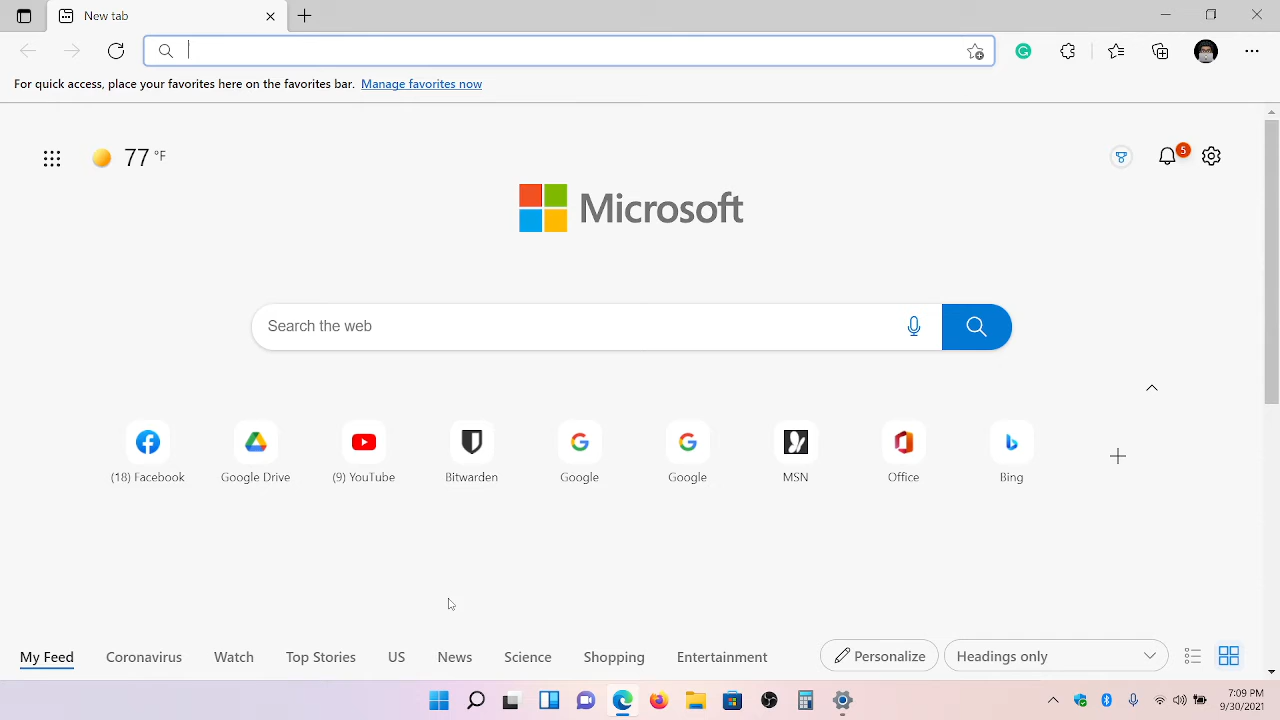 New tab
For quick access, place your favorites here on the favorites bar. Manage favorites now
77 °F
5
Microsoft
Search the web
(18) Facebook
Google Drive
(9) YouTube
Bitwarden
Google
Google
MSN
Office
Bing
My Feed
Coronavirus
Watch
Top Stories
US
News
Science
Shopping
Entertainment
Personalize
Headings only
7:09 PM
9/30/2021